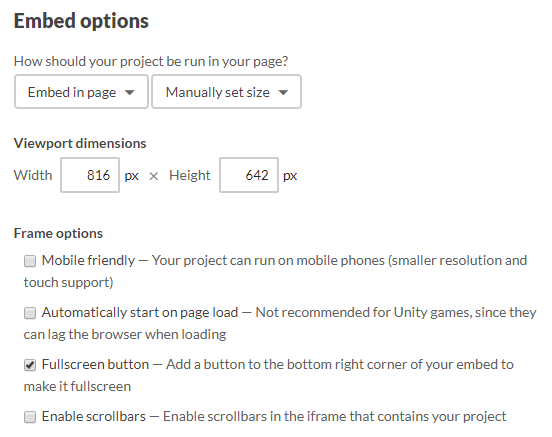 Embed options
How should your project be run in your page?
Embed in page Manually set size
Viewport dimensions
Width 816 px × Height 642 px
Frame options
Mobile friendly — Your project can run on mobile phones (smaller resolution and
touch support)
Automatically start on page load — Not recommended for Unity games, since they
can lag the browser when loading
Fullscreen button — Add a button to the bottom right corner of your embed to
make it fullscreen
Enable scrollbars — Enable scrollbars in the iframe that contains your project